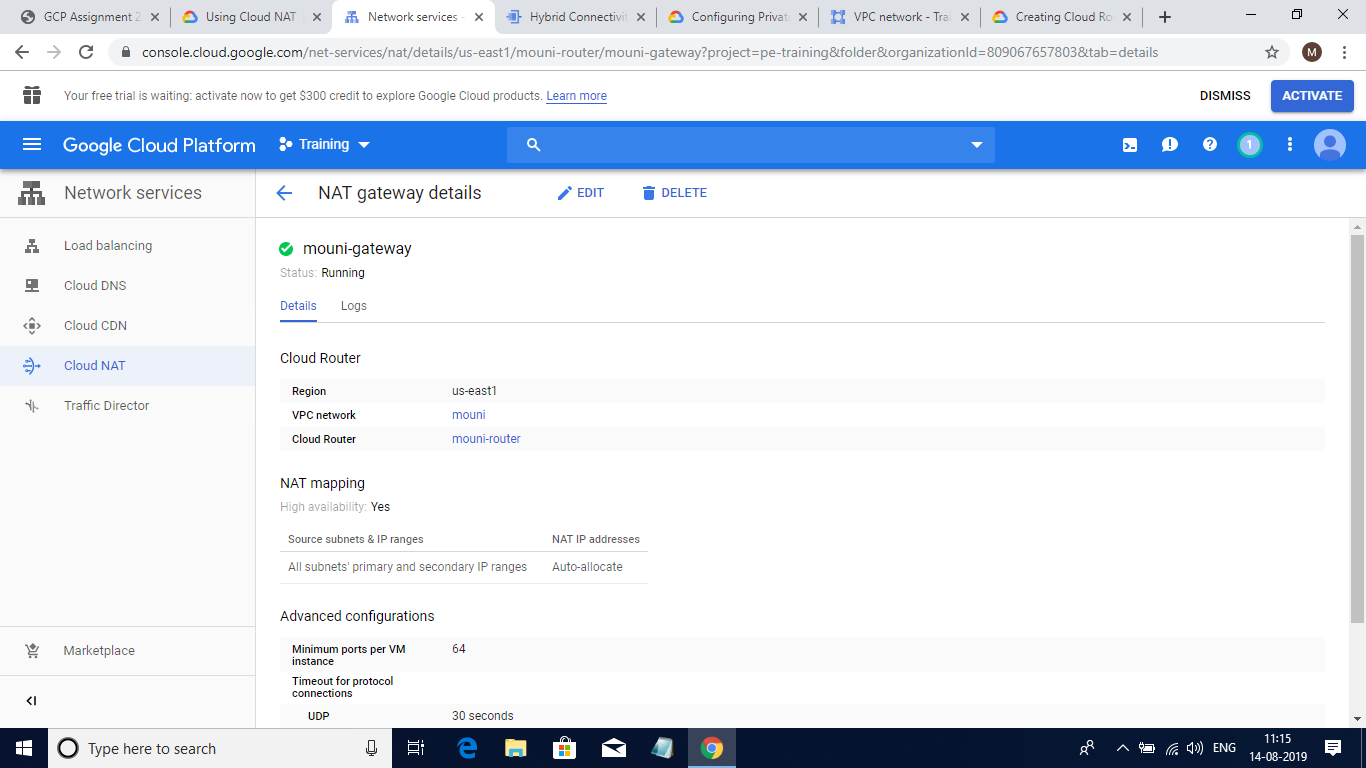 GCP Assignment 2
Using Cloud NAT
Network services -
Hybrid Connectivit
Configuring Privat
VPC network - Trai
Creating Cloud Ro
console.cloud.google.com/net-services/nat/details/us-east1/mouni-router/mouni-gateway?project=pe-training&folder&organizationId=809067657803&tab=details
M
Your free trial is waiting: activate now to get $300 credit to explore Google Cloud products. Learn more
DISMISS
ACTIVATE
Google Cloud Platform
Training
1
Network services
NAT gateway details
EDIT
DELETE
Load balancing
Cloud DNS
Cloud CDN
Cloud NAT
Traffic Director
Marketplace
mouni-gateway
Status: Running
Details Logs
Cloud Router
Region us-east1
VPC network mouni
Cloud Router mouni-router
NAT mapping
High availability: Yes
Source subnets & IP ranges NAT IP addresses
All subnets' primary and secondary IP ranges Auto-allocate
Advanced configurations
Minimum ports per VM 64
instance
Timeout for protocol
connections
UDP 30 seconds
Type here to search
ENG
11:15
14-08-2019